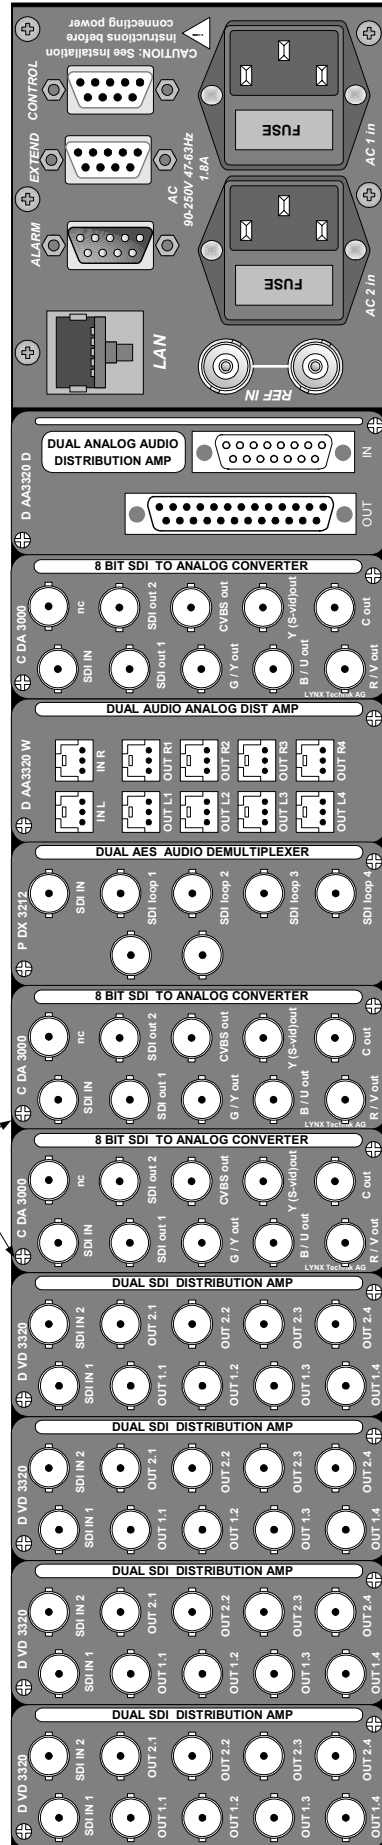 CAUTION: See Installation
instructions before
connecting power
CONTROL
EXTEND
ALARM
AC
90-250V 47-63Hz
1.8A
FUSE
AC 1 in
FUSE
AC 2 in
LAN
REF IN
D AA3320 D
DUAL ANALOG AUDIO
DISTRIBUTION AMP
IN
OUT
8 BIT SDI TO ANALOG CONVERTER
C DA 3000
nc
SDI out 2
CVBS out
Y (S-vid)out
C out
SDI IN
SDI out 1
G / Y out
B / U out
R / V out
LYNX Technik AG
DUAL AUDIO ANALOG DIST AMP
D AA3320 W
IN R
OUT R1
OUT R2
OUT R3
OUT R4
IN L
OUT L1
OUT L2
OUT L3
OUT L4
DUAL AES AUDIO DEMULTIPLEXER
P DX 3212
SDI IN
SDI loop 1
SDI loop 2
SDI loop 3
SDI loop 4
8 BIT SDI TO ANALOG CONVERTER
C DA 3000
nc
SDI out 2
CVBS out
Y (S-vid)out
C out
SDI IN
SDI out 1
G / Y out
B / U out
R / V out
LYNX Technik AG
8 BIT SDI TO ANALOG CONVERTER
C DA 3000
nc
SDI out 2
CVBS out
Y (S-vid)out
C out
SDI IN
SDI out 1
G / Y out
B / U out
R / V out
LYNX Technik AG
DUAL SDI DISTRIBUTION AMP
D VD 3320
SDI IN 2
OUT 2.1
OUT 2.2
OUT 2.3
OUT 2.4
SDI IN 1
OUT 1.1
OUT 1.2
OUT 1.3
OUT 1.4
DUAL SDI DISTRIBUTION AMP
D VD 3320
SDI IN 2
OUT 2.1
OUT 2.2
OUT 2.3
OUT 2.4
SDI IN 1
OUT 1.1
OUT 1.2
OUT 1.3
OUT 1.4
DUAL SDI DISTRIBUTION AMP
D VD 3320
SDI IN 2
OUT 2.1
OUT 2.2
OUT 2.3
OUT 2.4
SDI IN 1
OUT 1.1
OUT 1.2
OUT 1.3
OUT 1.4
DUAL SDI DISTRIBUTION AMP
D VD 3320
SDI IN 2
OUT 2.1
OUT 2.2
OUT 2.3
OUT 2.4
SDI IN 1
OUT 1.1
OUT 1.2
OUT 1.3
OUT 1.4